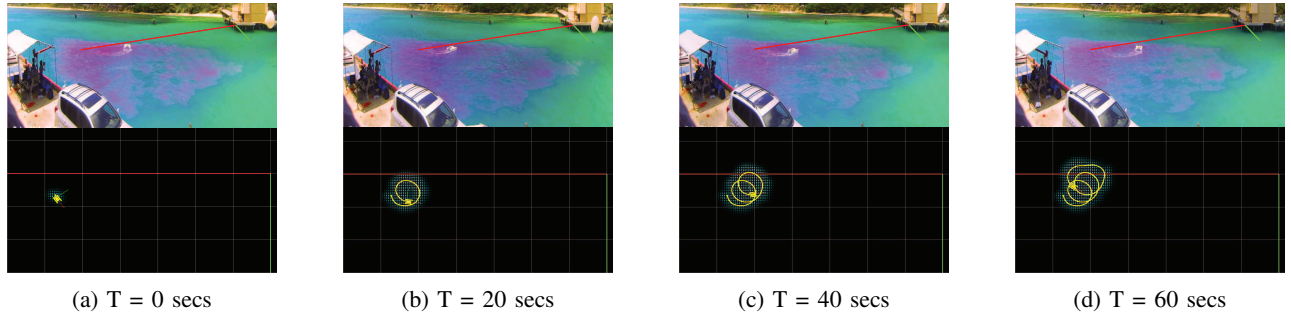 (a) T = 0 secs
(b) T = 20 secs
(c) T = 40 secs
(d) T = 60 secs